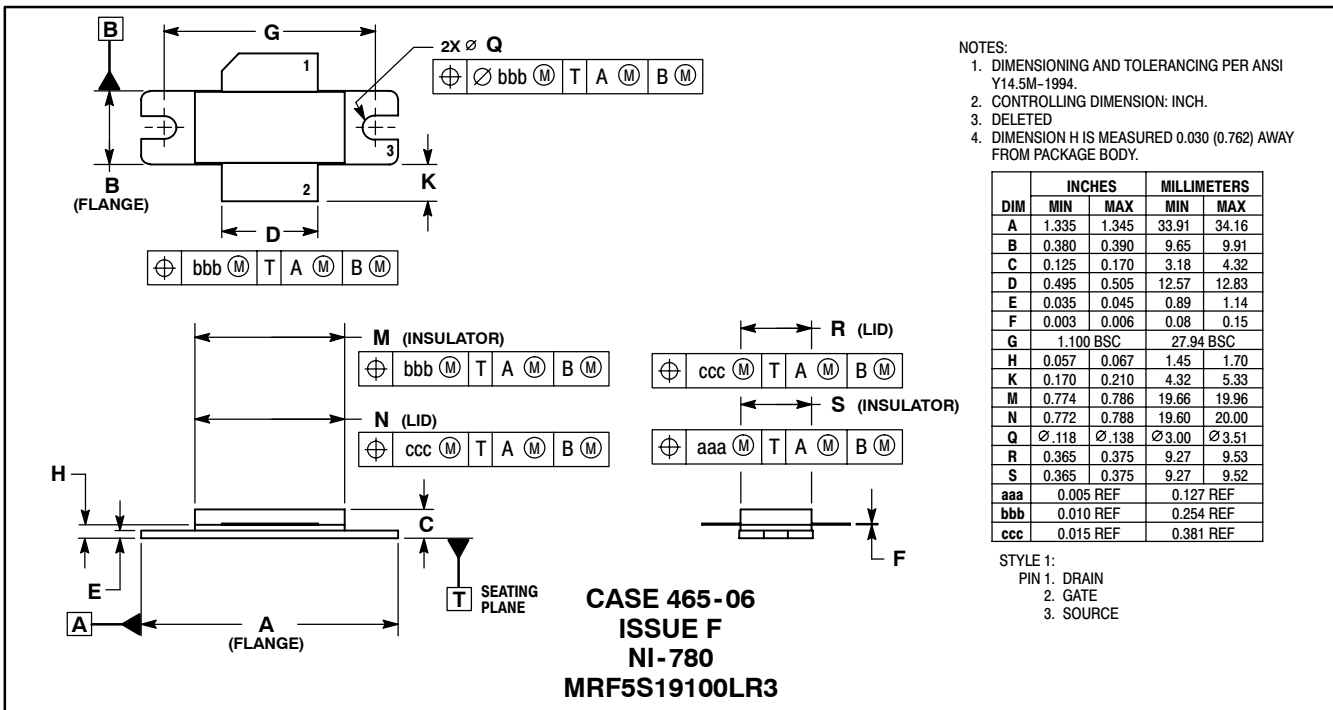 B
G
2X ∅ Q
⌖ ∅ bbb Ⓜ T A Ⓜ B Ⓜ
1
3
2
B
(FLANGE)
K
D
⌖ bbb Ⓜ T A Ⓜ B Ⓜ
M (INSULATOR)
⌖ bbb Ⓜ T A Ⓜ B Ⓜ
N (LID)
⌖ ccc Ⓜ T A Ⓜ B Ⓜ
R (LID)
⌖ ccc Ⓜ T A Ⓜ B Ⓜ
S (INSULATOR)
⌖ aaa Ⓜ T A Ⓜ B Ⓜ
H
C
E
F
T SEATING
PLANE
A
A
(FLANGE)
CASE 465-06
ISSUE F
NI-780
MRF5S19100LR3
NOTES:
1. DIMENSIONING AND TOLERANCING PER ANSI
Y14.5M-1994.
2. CONTROLLING DIMENSION: INCH.
3. DELETED
4. DIMENSION H IS MEASURED 0.030 (0.762) AWAY
FROM PACKAGE BODY.
INCHES MILLIMETERS
DIM MIN MAX MIN MAX
A 1.335 1.345 33.91 34.16
B 0.380 0.390 9.65 9.91
C 0.125 0.170 3.18 4.32
D 0.495 0.505 12.57 12.83
E 0.035 0.045 0.89 1.14
F 0.003 0.006 0.08 0.15
G 1.100 BSC 27.94 BSC
H 0.057 0.067 1.45 1.70
K 0.170 0.210 4.32 5.33
M 0.774 0.786 19.66 19.96
N 0.772 0.788 19.60 20.00
Q ∅.118 ∅.138 ∅3.00 ∅3.51
R 0.365 0.375 9.27 9.53
S 0.365 0.375 9.27 9.52
aaa 0.005 REF 0.127 REF
bbb 0.010 REF 0.254 REF
ccc 0.015 REF 0.381 REF
STYLE 1:
PIN 1. DRAIN
2. GATE
3. SOURCE